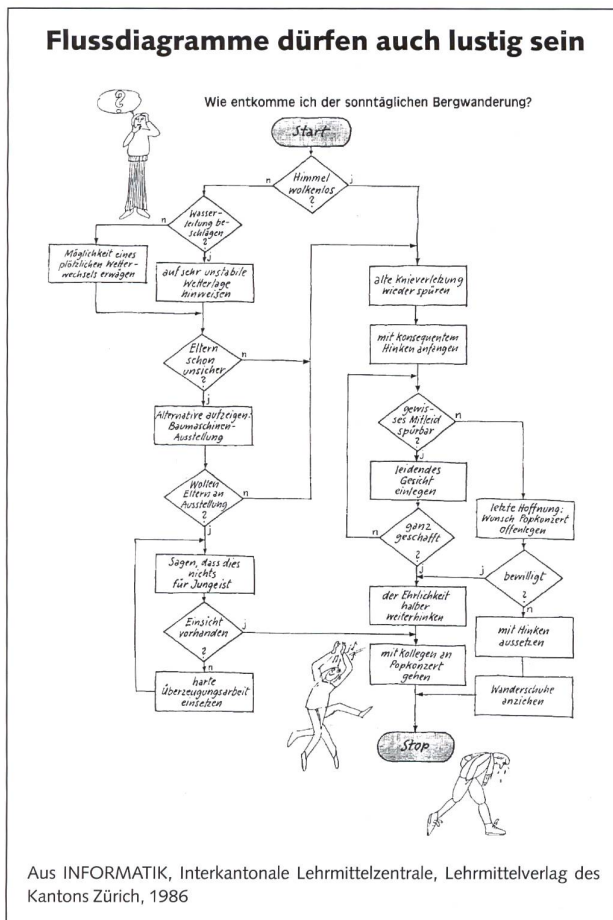 Flussdiagramme dürfen auch lustig sein
Wie entkomme ich der sonntäglichen Bergwanderung?
?
Start
Himmel
wolkenlos
?
n
j
Wasser-
leitung be-
schlagen
?
n
j
Möglichkeit eines
plötzlichen Wetter-
wechsels erwägen
auf sehr unstabile
Wetterlage
hinweisen
Eltern
schon
unsicher
?
n
j
Alternative aufzeigen:
Baumaschinen-
Ausstellung
Wollen
Eltern an
Ausstellung
?
n
j
Sagen, dass dies
nichts
für Junge ist
Einsicht
vorhanden
?
j
n
harte
Überzeugungsarbeit
einsetzen
alte Knieverletzung
wieder spüren
mit konsequentem
Hinken anfangen
gewis-
ses Mitleid
spürbar
?
n
j
leidendes
Gesicht
einlegen
ganz
geschafft
?
n
j
letzte Hoffnung:
Wunsch Popkonzert
Offenlegen
bewilligt
?
j
n
der Ehrlichkeit
halber
weiterhinken
mit Hinken
aussetzen
mit Kollegen an
Popkonzert
gehen
Wanderschuhe
anziehen
Stop
Aus INFORMATIK, Interkantonale Lehrmittelzentrale, Lehrmittelverlag des
Kantons Zürich, 1986